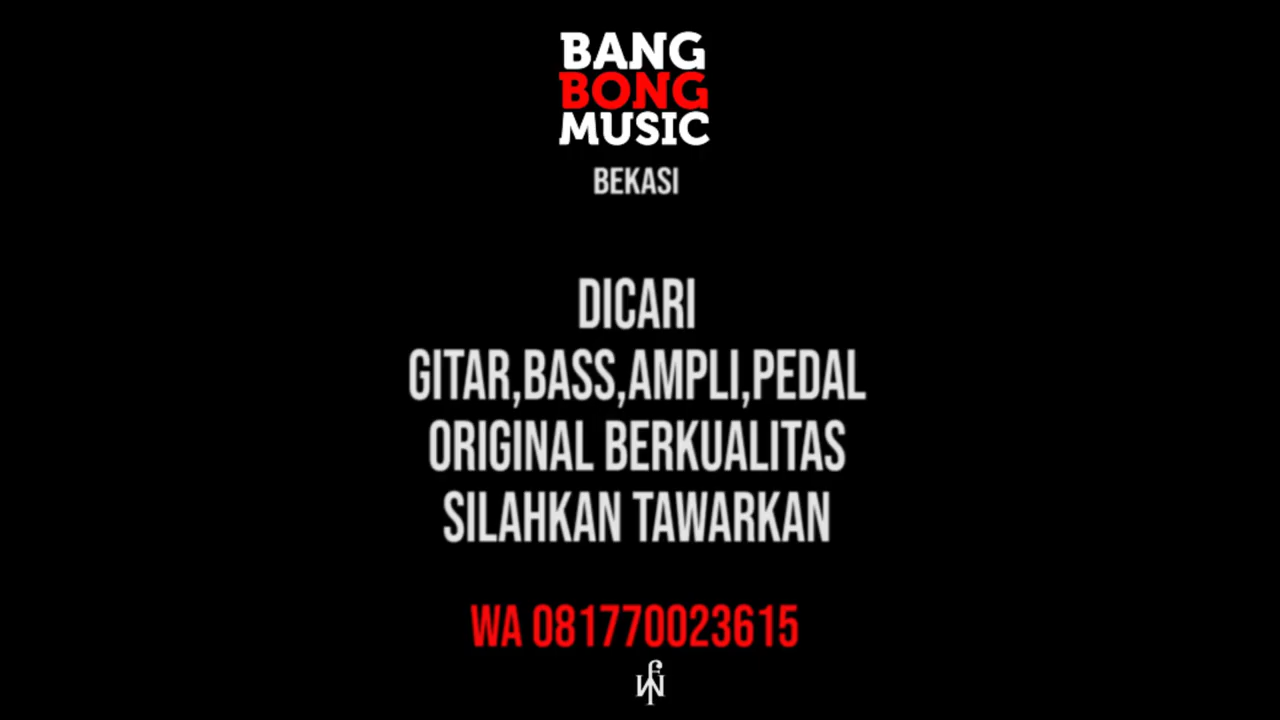 BANG
BONG
MUSIC
BEKASI
DICARI
GITAR,BASS,AMPLI,PEDAL
ORIGINAL BERKUALITAS
SILAHKAN TAWARKAN
WA 081770023615